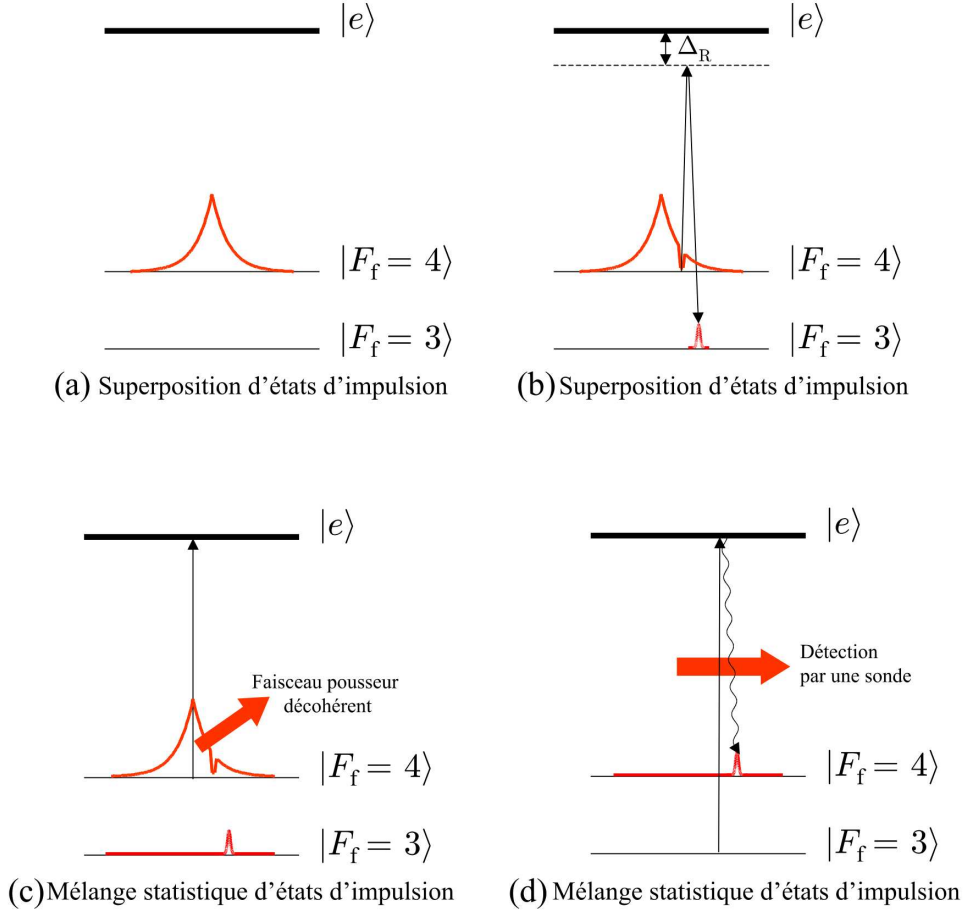 |e⟩
|F_f = 4⟩
|F_f = 3⟩
(a) Superposition d'états d'impulsion
|e⟩
Δ_R
|F_f = 4⟩
|F_f = 3⟩
(b) Superposition d'états d'impulsion
|e⟩
Faisceau pousseur
décohérent
|F_f = 4⟩
|F_f = 3⟩
(c) Mélange statistique d'états d'impulsion
|e⟩
Détection
par une sonde
|F_f = 4⟩
|F_f = 3⟩
(d) Mélange statistique d'états d'impulsion